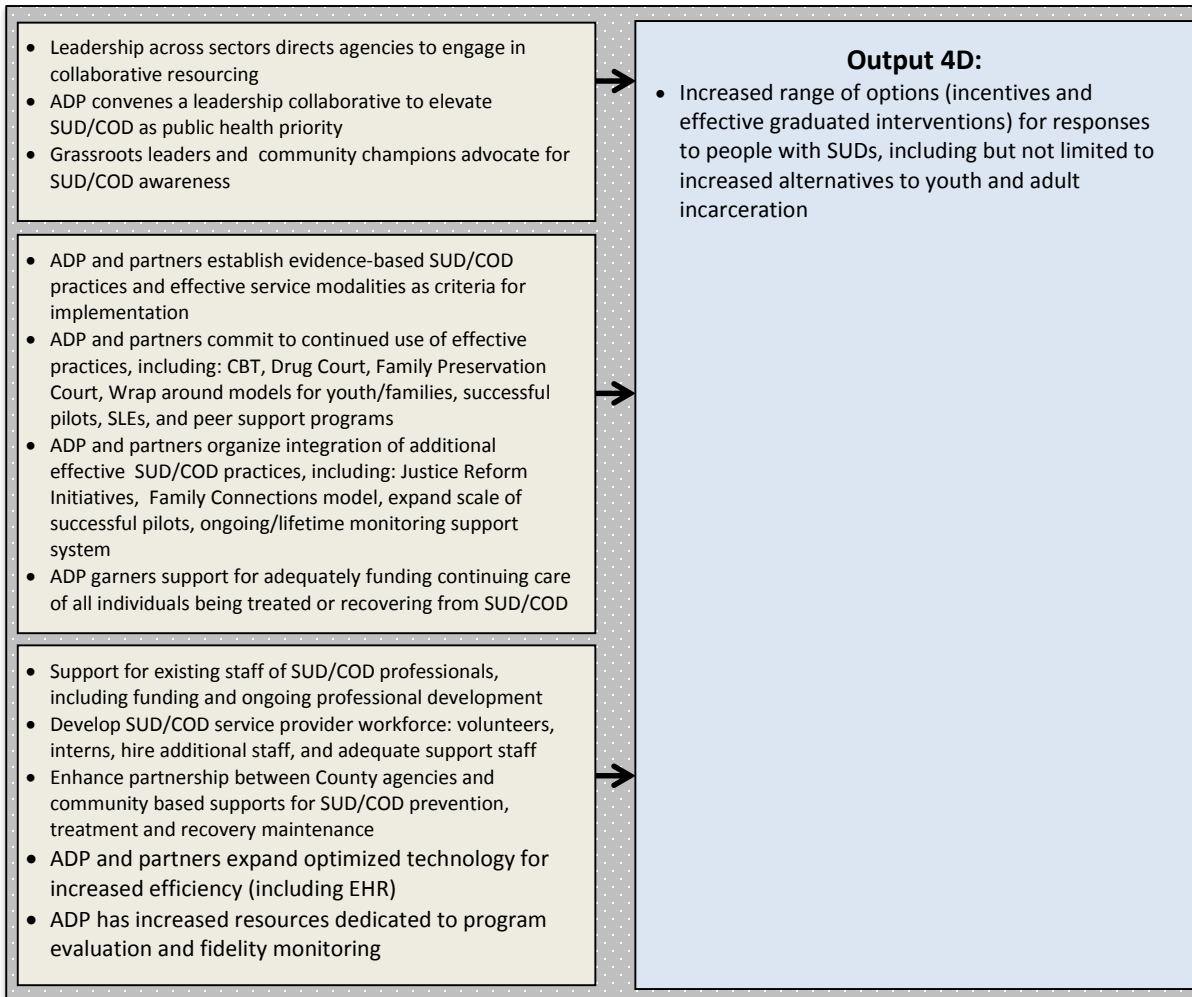 • Leadership across sectors directs agencies to engage in
collaborative resourcing
• ADP convenes a leadership collaborative to elevate
SUD/COD as public health priority
• Grassroots leaders and  community champions advocate for
SUD/COD awareness
• ADP and partners establish evidence-based SUD/COD
practices and effective service modalities as criteria for
implementation
• ADP and partners commit to continued use of effective
practices, including: CBT, Drug Court, Family Preservation
Court, Wrap around models for youth/families, successful
pilots, SLEs, and peer support programs
• ADP and partners organize integration of additional
effective  SUD/COD practices, including: Justice Reform
Initiatives,  Family Connections model, expand scale of
successful pilots, ongoing/lifetime monitoring support
system
• ADP garners support for adequately funding continuing care
of all individuals being treated or recovering from SUD/COD
• Support for existing staff of SUD/COD professionals,
including funding and ongoing professional development
• Develop SUD/COD service provider workforce: volunteers,
interns, hire additional staff, and adequate support staff
• Enhance partnership between County agencies and
community based supports for SUD/COD prevention,
treatment and recovery maintenance
• ADP and partners expand optimized technology for
increased efficiency (including EHR)
• ADP has increased resources dedicated to program
evaluation and fidelity monitoring
Output 4D:
• Increased range of options (incentives and
effective graduated interventions) for responses
to people with SUDs, including but not limited to
increased alternatives to youth and adult
incarceration